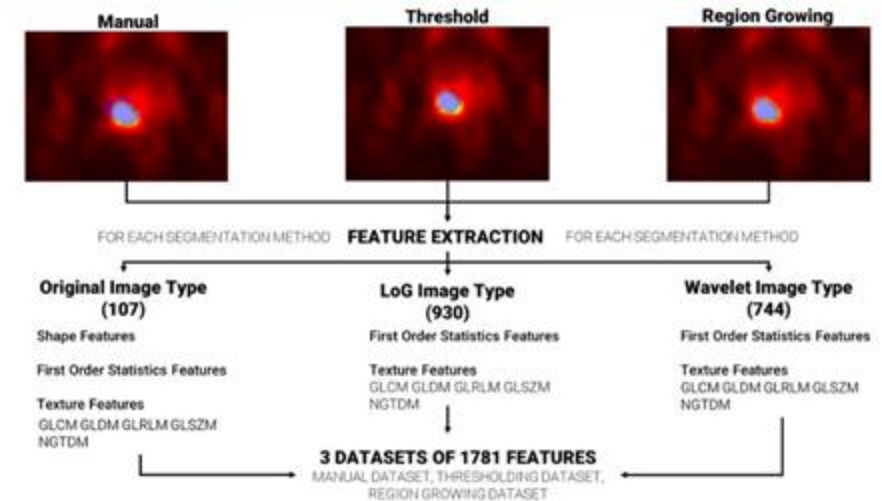 Manual
Threshold
Region Growing
FOR EACH SEGMENTATION METHOD
FEATURE EXTRACTION
FOR EACH SEGMENTATION METHOD
Original Image Type
(107)
Shape Features
First Order Statistics Features
Texture Features
GLCM GLDM GLRLM GLSZM
NGTDM
LoG Image Type
(930)
First Order Statistics Features
Texture Features
GLCM GLDM GLRLM GLSZM
NGTDM
Wavelet Image Type
(744)
First Order Statistics Features
Texture Features
GLCM GLDM GLRLM GLSZM
NGTDM
3 DATASETS OF 1781 FEATURES
MANUAL DATASET, THRESHOLDING DATASET,
REGION GROWING DATASET